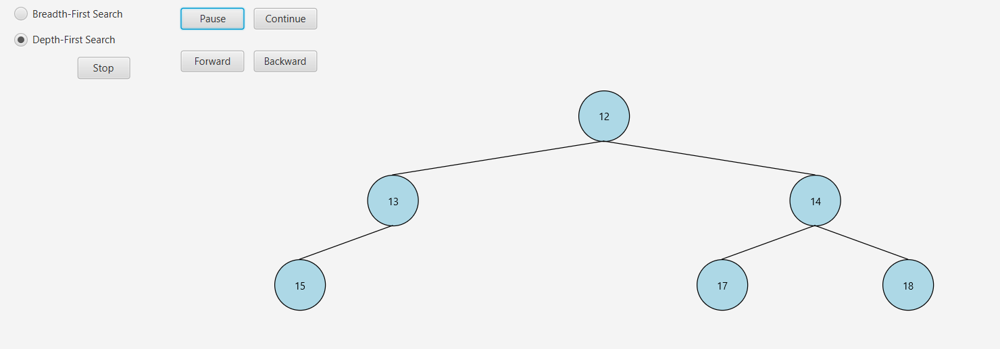 Breadth-First Search
Pause
Continue
Depth-First Search
Forward
Backward
Stop
12
13
14
15
17
18